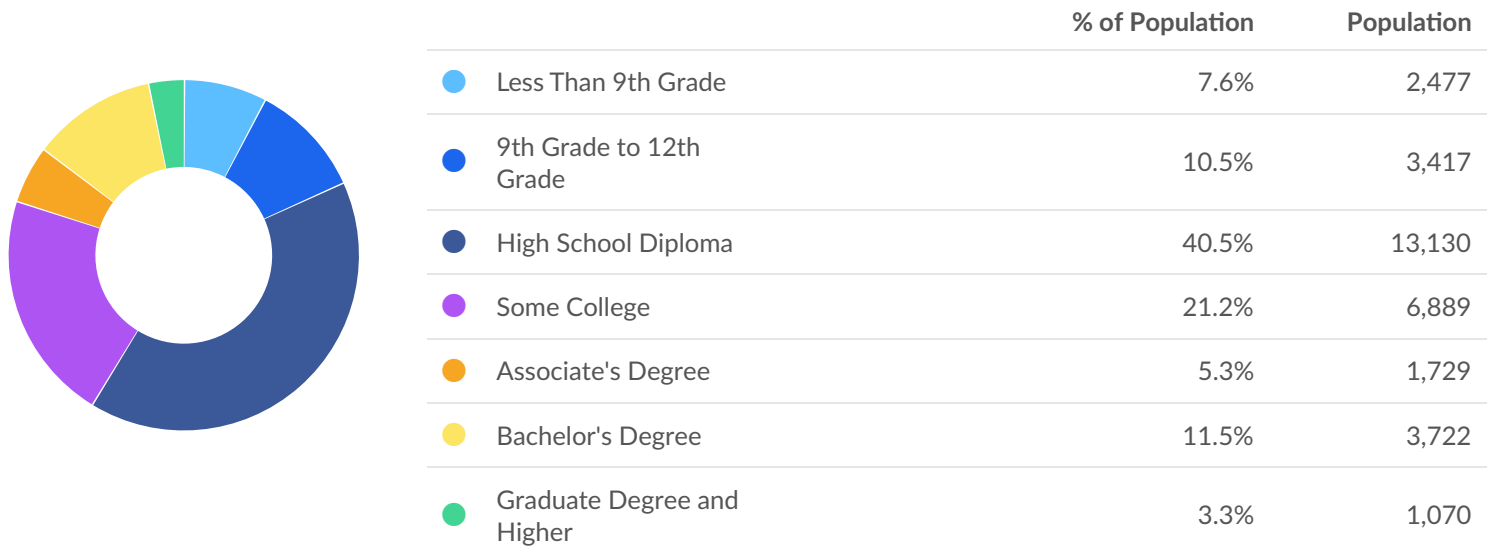 % of Population Population
Less Than 9th Grade 7.6% 2,477
9th Grade to 12th
Grade 10.5% 3,417
High School Diploma 40.5% 13,130
Some College 21.2% 6,889
Associate's Degree 5.3% 1,729
Bachelor's Degree 11.5% 3,722
Graduate Degree and
Higher 3.3% 1,070